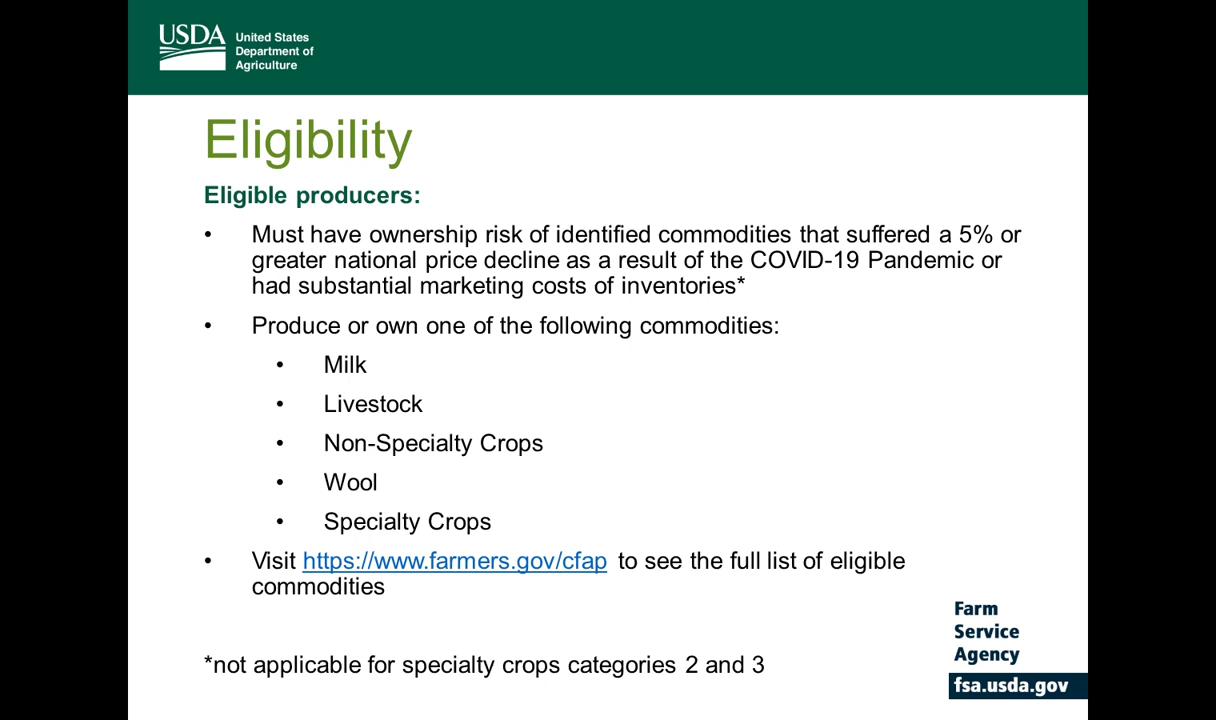 USDA
United States
Department of
Agriculture
Eligibility
Eligible producers:
• Must have ownership risk of identified commodities that suffered a 5% or
greater national price decline as a result of the COVID-19 Pandemic or
had substantial marketing costs of inventories*
• Produce or own one of the following commodities:
• Milk
• Livestock
• Non-Specialty Crops
• Wool
• Specialty Crops
• Visit https://www.farmers.gov/cfap to see the full list of eligible
commodities
*not applicable for specialty crops categories 2 and 3
Farm
Service
Agency
fsa.usda.gov